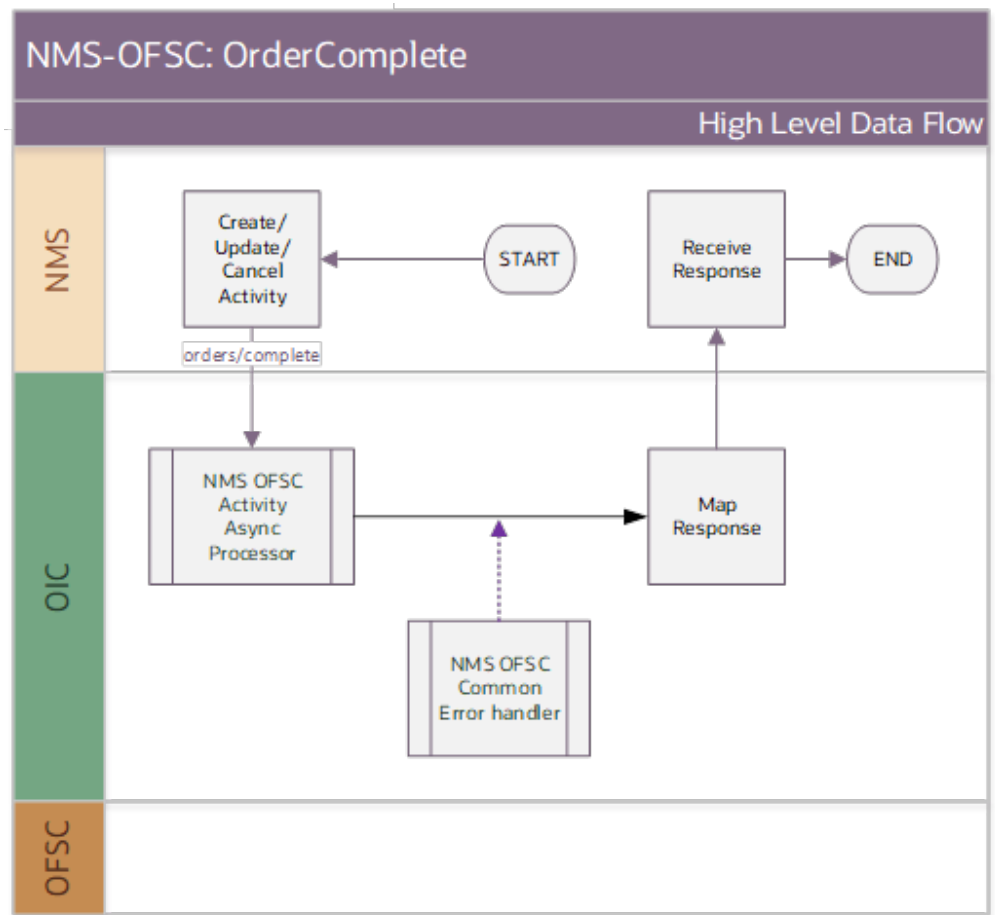 NMS-OFSC: OrderComplete
High Level Data Flow
NMS
Create/
Update/
Cancel
Activity
START
Receive
Response
END
orders/complete
OIC
NMS OFSC
Activity
Async
Processor
Map
Response
NMS OFSC
Common
Error handler
OFSC